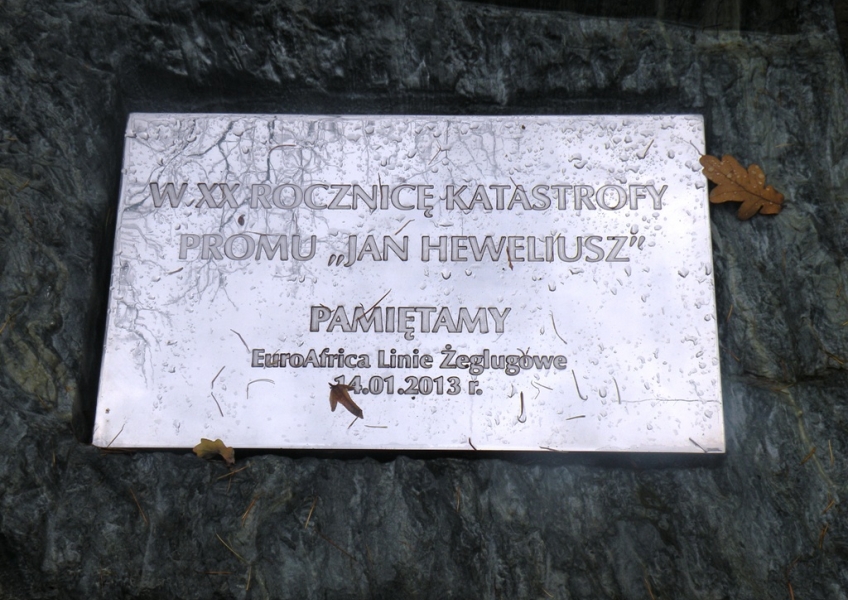 W XX ROCZNICĘ KATASTROFY
PROMU „JAN HEWELIUSZ”
PAMIĘTAMY
EuroAfrica Linie Żeglugowe
14.01.2013 r.